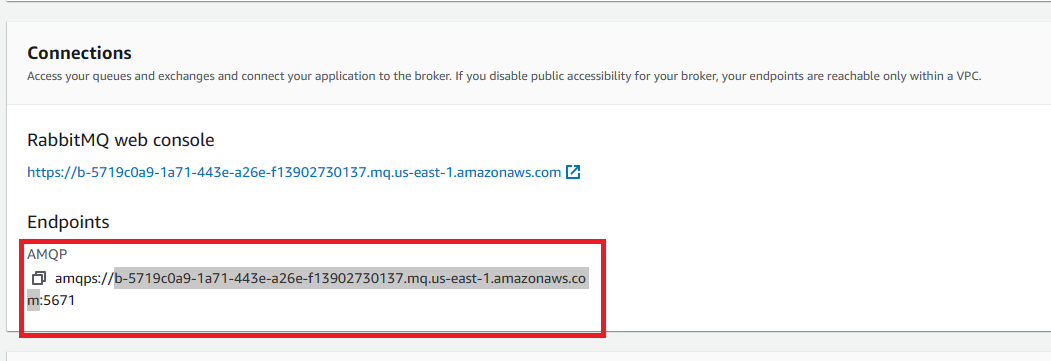 Connections
Access your queues and exchanges and connect your application to the broker. If you disable public accessibility for your broker, your endpoints are reachable only within a VPC.
RabbitMQ web console
https://b-5719c0a9-1a71-443e-a26e-f13902730137.mq.us-east-1.amazonaws.com
Endpoints
AMQP
amqps://b-5719c0a9-1a71-443e-a26e-f13902730137.mq.us-east-1.amazonaws.co
m:5671